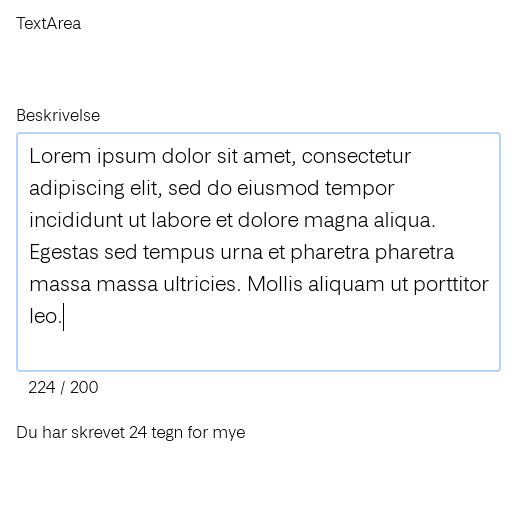 TextArea
Beskrivelse
Lorem ipsum dolor sit amet, consectetur
adipiscing elit, sed do eiusmod tempor
incididunt ut labore et dolore magna aliqua.
Egestas sed tempus urna et pharetra pharetra
massa massa ultricies. Mollis aliquam ut porttitor
leo.
224 / 200
Du har skrevet 24 tegn for mye